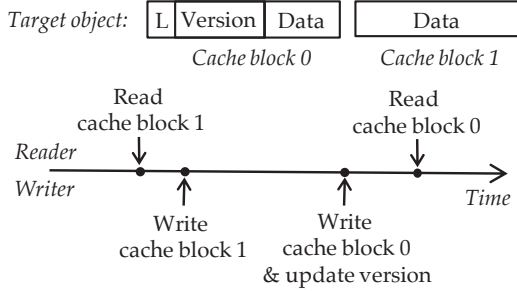 Target object: L Version Data Data
Cache block 0 Cache block 1
Read
cache block 1
Read
cache block 0
Reader
Writer
Time
Write
cache block 1
Write
cache block 0
& update version